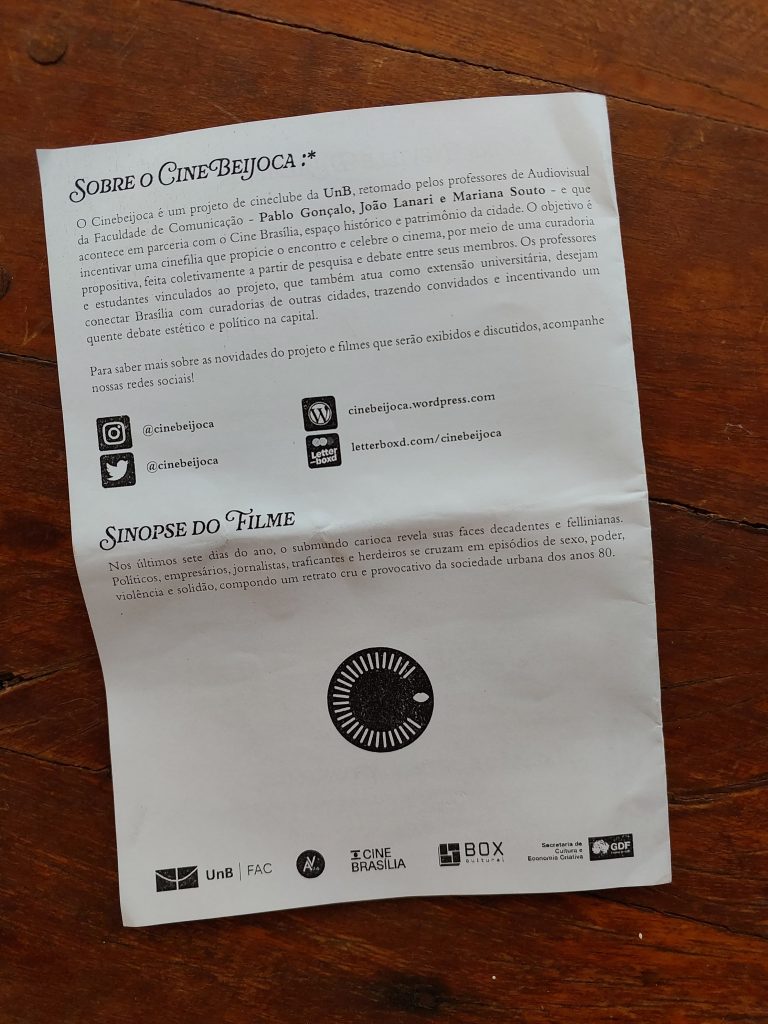 Sobre o CineBeijoca :*
O Cinebeijoca é um projeto de cineclube da UnB, retomado pelos professores de Audiovisual
da Faculdade de Comunicação - Pablo Gonçalo, João Lanari e Mariana Souto - e que
acontece em parceria com o Cine Brasília, espaço histórico e patrimônio da cidade. O objetivo é
incentivar uma cinefilia que propicie o encontro e celebre o cinema, por meio de uma curadoria
propositiva, feita coletivamente a partir de pesquisa e debate entre seus membros. Os professores
e estudantes vinculados ao projeto, que também atua como extensão universitária, desejam
conectar Brasília com curadorias de outras cidades, trazendo convidados e incentivando um
quente debate estético e político na capital.
Para saber mais sobre as novidades do projeto e filmes que serão exibidos e discutidos, acompanhe
nossas redes sociais!
@cinebeijoca
cinebeijoca.wordpress.com
@cinebeijoca
Letter-boxd
letterboxd.com/cinebeijoca
Sinopse do Filme
Nos últimos sete dias do ano, o submundo carioca revela suas faces decadentes e fellinianas.
Políticos, empresários, jornalistas, traficantes e herdeiros se cruzam em episódios de sexo, poder,
violência e solidão, compondo um retrato cru e provocativo da sociedade urbana dos anos 80.
UnB | FAC
CINE
BRASÍLIA
BOX
cultural
Secretaria de
Cultura e
Economia Criativa
GDF